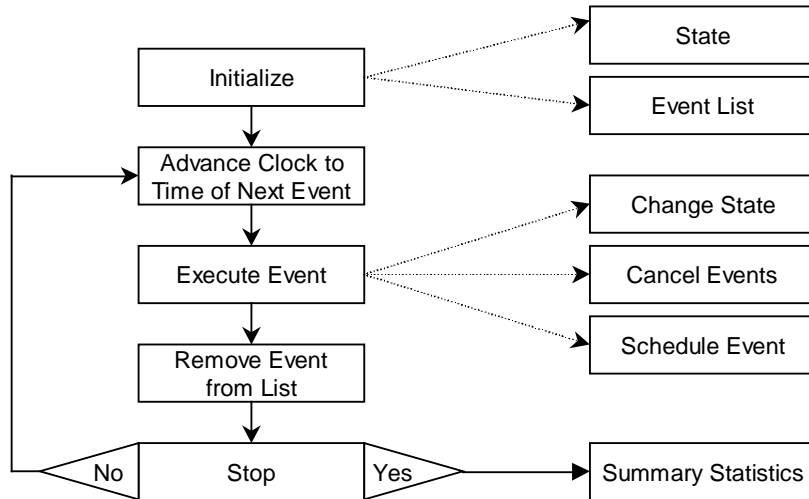 State
Initialize
Event List
Advance Clock to
Time of Next Event
Change State
Execute Event
Cancel Events
Schedule Event
Remove Event
from List
No
Stop
Yes
Summary Statistics